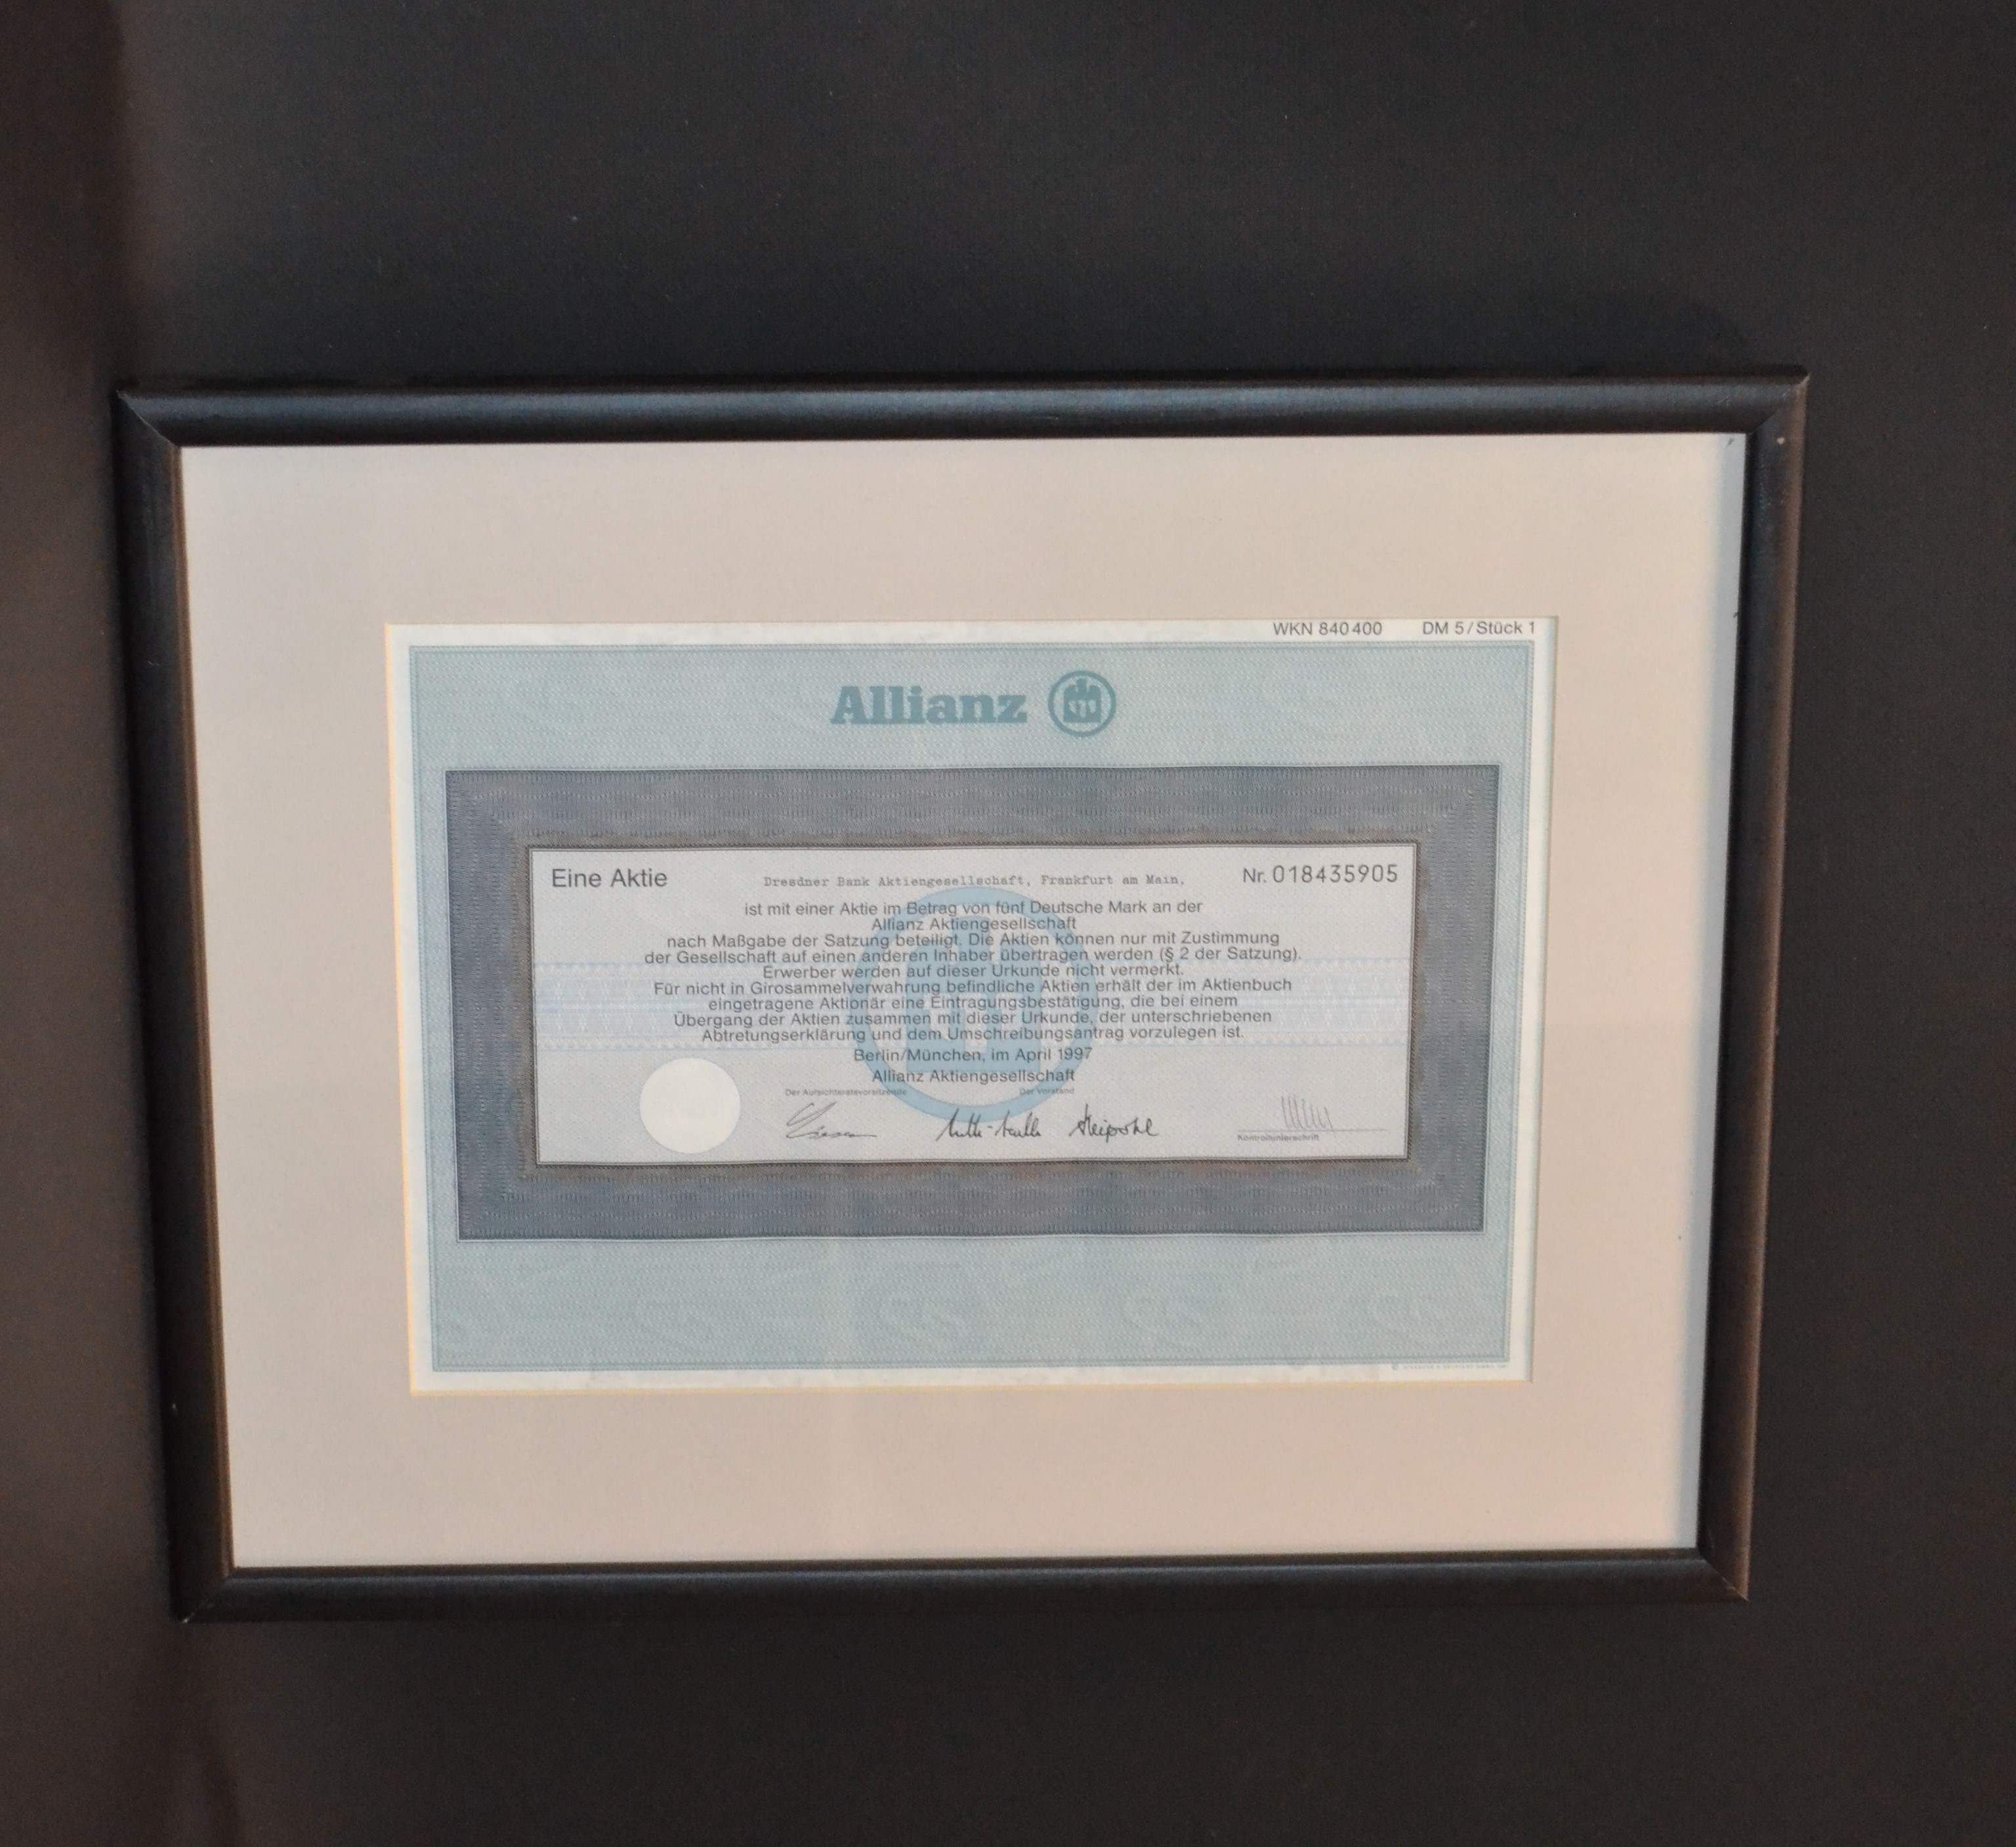 WKN 840400 DM 5/Stück 1
Allianz
Eine Aktie Dresdner Bank Aktiengesellschaft, Frankfurt am Main, Nr. 018435905
ist mit einer Aktie im Betrag von fünf Deutsche Mark an der
Allianz Aktiengesellschaft
nach Maßgabe der Satzung beteiligt. Die Aktien können nur mit Zustimmung
der Gesellschaft auf einen anderen Inhaber übertragen werden (§ 2 der Satzung).
Erwerber werden auf dieser Urkunde nicht vermerkt.
Für nicht in Girosammelverwahrung befindliche Aktien erhält der im Aktienbuch
eingetragene Aktionär eine Eintragungsbestätigung, die bei einem
Übergang der Aktien zusammen mit dieser Urkunde, der unterschriebenen
Abtretungserklärung und dem Umschreibungsantrag vorzulegen ist.
Berlin/München, im April 1997
Allianz Aktiengesellschaft
Der Aufsichtsratsvorsitzende Der Vorstand
Kontrollunterschrift